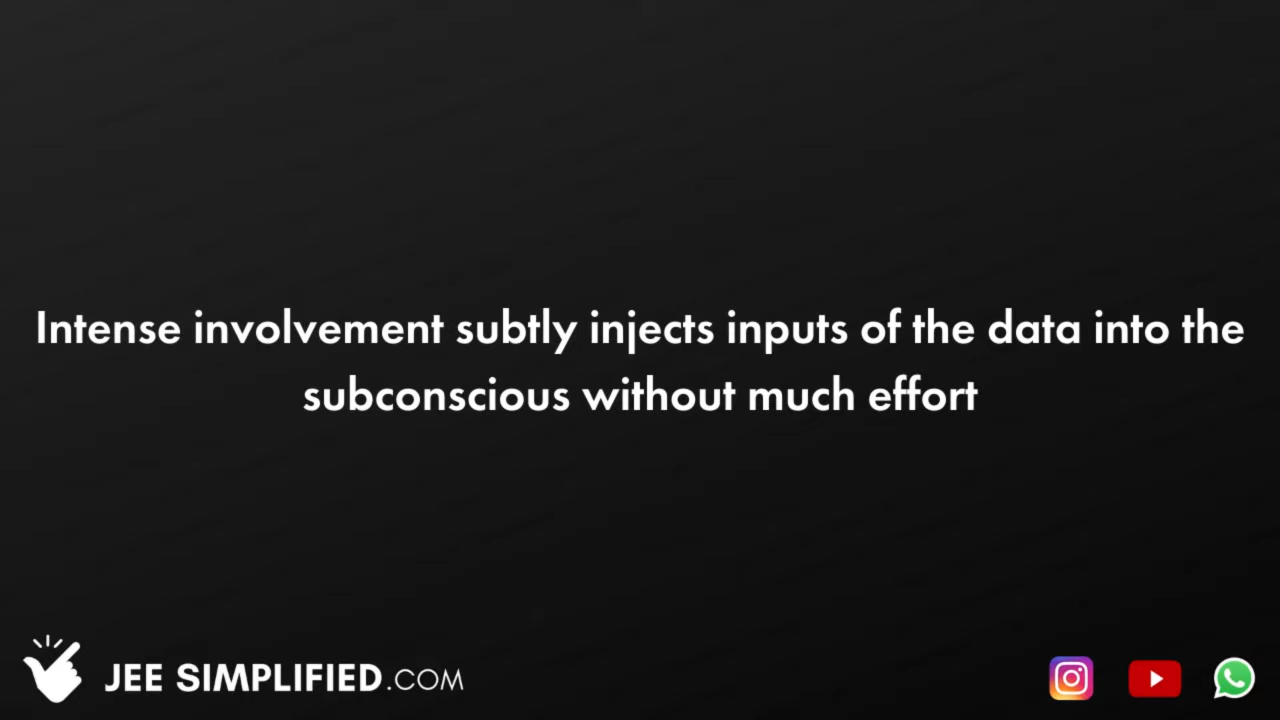 Intense involvement subtly injects inputs of the data into the
subconscious without much effort
JEE SIMPLIFIED.COM